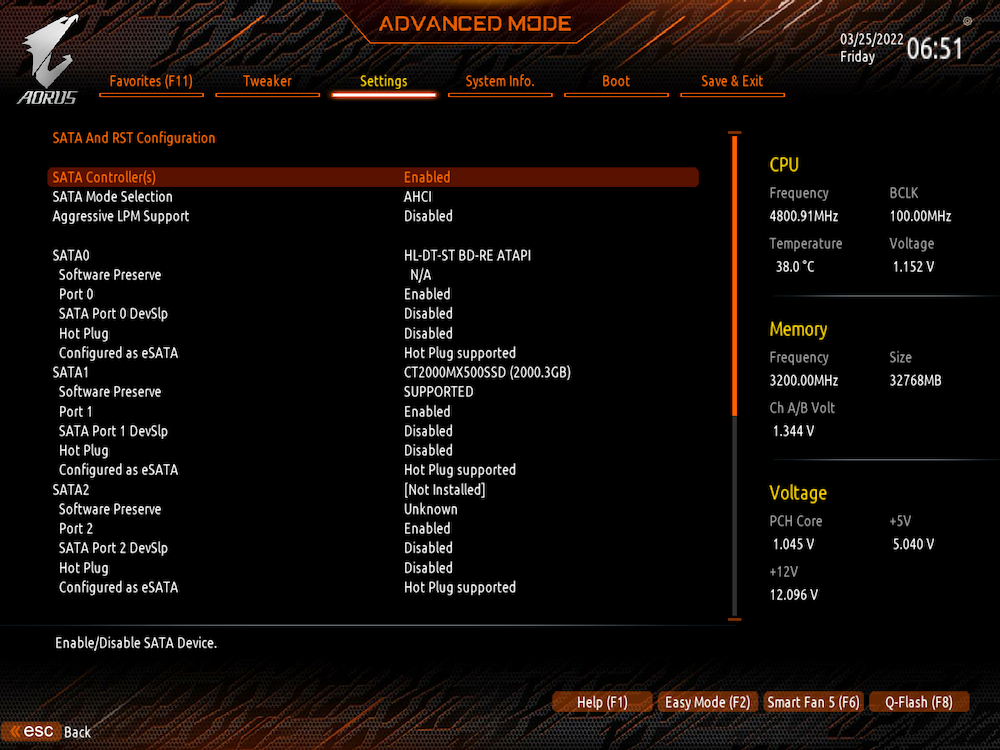 ADVANCED MODE
03/25/2022
Friday
06:51
AORUS
Favorites (F11) Tweaker Settings System Info. Boot Save & Exit
SATA And RST Configuration
SATA Controller(s) Enabled
SATA Mode Selection AHCI
Aggressive LPM Support Disabled
SATA0 HL-DT-ST BD-RE ATAPI
Software Preserve N/A
Port 0 Enabled
SATA Port 0 DevSlp Disabled
Hot Plug Disabled
Configured as eSATA Hot Plug supported
SATA1 CT2000MX500SSD (2000.3GB)
Software Preserve SUPPORTED
Port 1 Enabled
SATA Port 1 DevSlp Disabled
Hot Plug Disabled
Configured as eSATA Hot Plug supported
SATA2 [Not Installed]
Software Preserve Unknown
Port 2 Enabled
SATA Port 2 DevSlp Disabled
Hot Plug Disabled
Configured as eSATA Hot Plug supported
CPU
Frequency BCLK
4800.91MHz 100.00MHz
Temperature Voltage
38.0 °C 1.152 V
Memory
Frequency Size
3200.00MHz 32768MB
Ch A/B Volt
1.344 V
Voltage
PCH Core +5V
1.045 V 5.040 V
+12V
12.096 V
Enable/Disable SATA Device.
Help (F1) Easy Mode (F2) Smart Fan 5 (F6) Q-Flash (F8)
esc Back